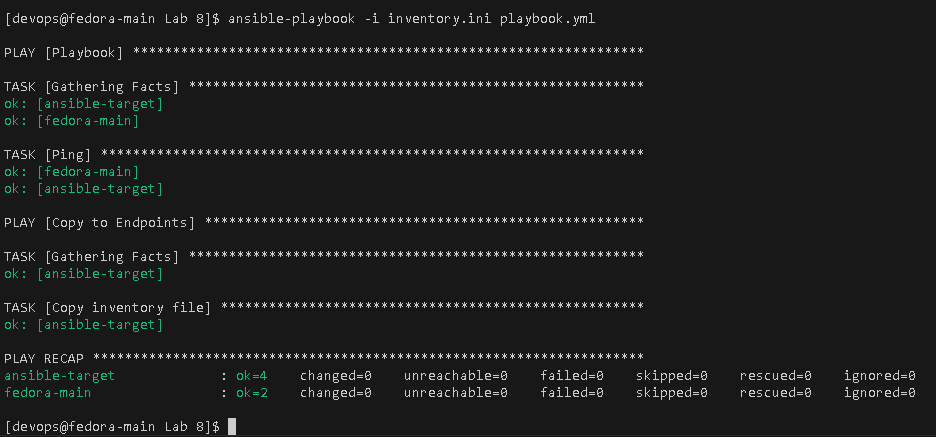 [devops@fedora-main Lab 8]$ ansible-playbook -i inventory.ini playbook.yml
PLAY [Playbook] ****************************************************************
TASK [Gathering Facts] *********************************************************
ok: [ansible-target]
ok: [fedora-main]
TASK [Ping] ********************************************************************
ok: [fedora-main]
ok: [ansible-target]
PLAY [Copy to Endpoints] *******************************************************
TASK [Gathering Facts] *********************************************************
ok: [ansible-target]
TASK [Copy inventory file] *****************************************************
ok: [ansible-target]
PLAY RECAP *********************************************************************
ansible-target             : ok=4    changed=0    unreachable=0    failed=0    skipped=0    rescued=0    ignored=0
fedora-main                : ok=2    changed=0    unreachable=0    failed=0    skipped=0    rescued=0    ignored=0
[devops@fedora-main Lab 8]$